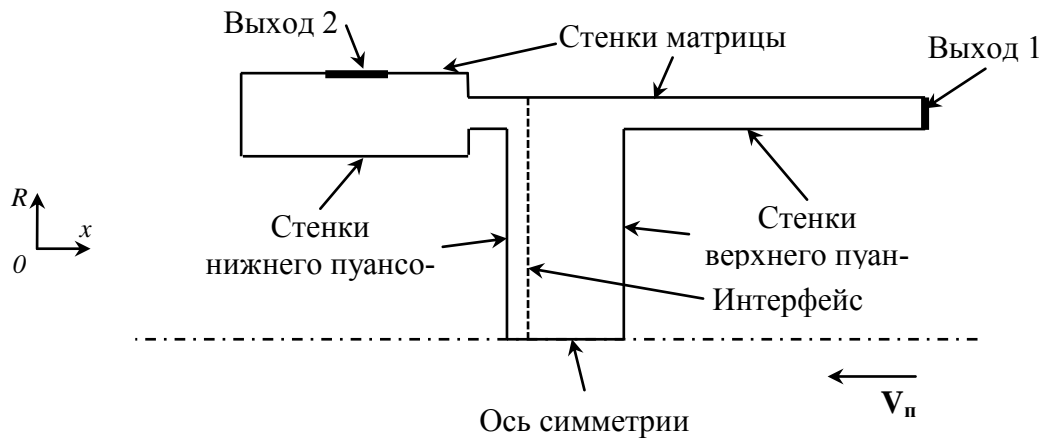 Выход 2
Стенки матрицы
Выход 1
R
x
0
Стенки
нижнего пуансо-
Стенки
верхнего пуан-
Интерфейс
Vп
Ось симметрии